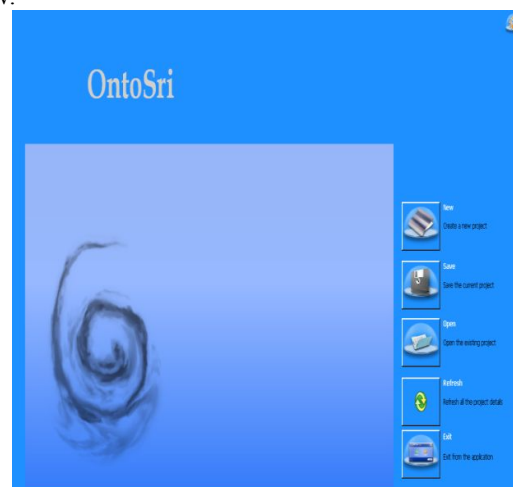 OntoSri
New
Create a new project
Save
Save the current project
Open
Open the existing project
Refresh
Refresh all the project details
Exit
Exit from the application